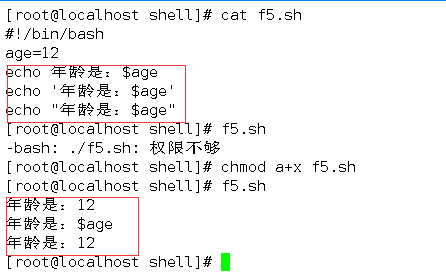 [root@localhost shell]# cat f5.sh
#!/bin/bash
age=12
echo 年龄是：$age
echo '年龄是：$age'
echo "年龄是：$age"
[root@localhost shell]# f5.sh
-bash: ./f5.sh: 权限不够
[root@localhost shell]# chmod a+x f5.sh
[root@localhost shell]# f5.sh
年龄是：12
年龄是：$age
年龄是：12
[root@localhost shell]#